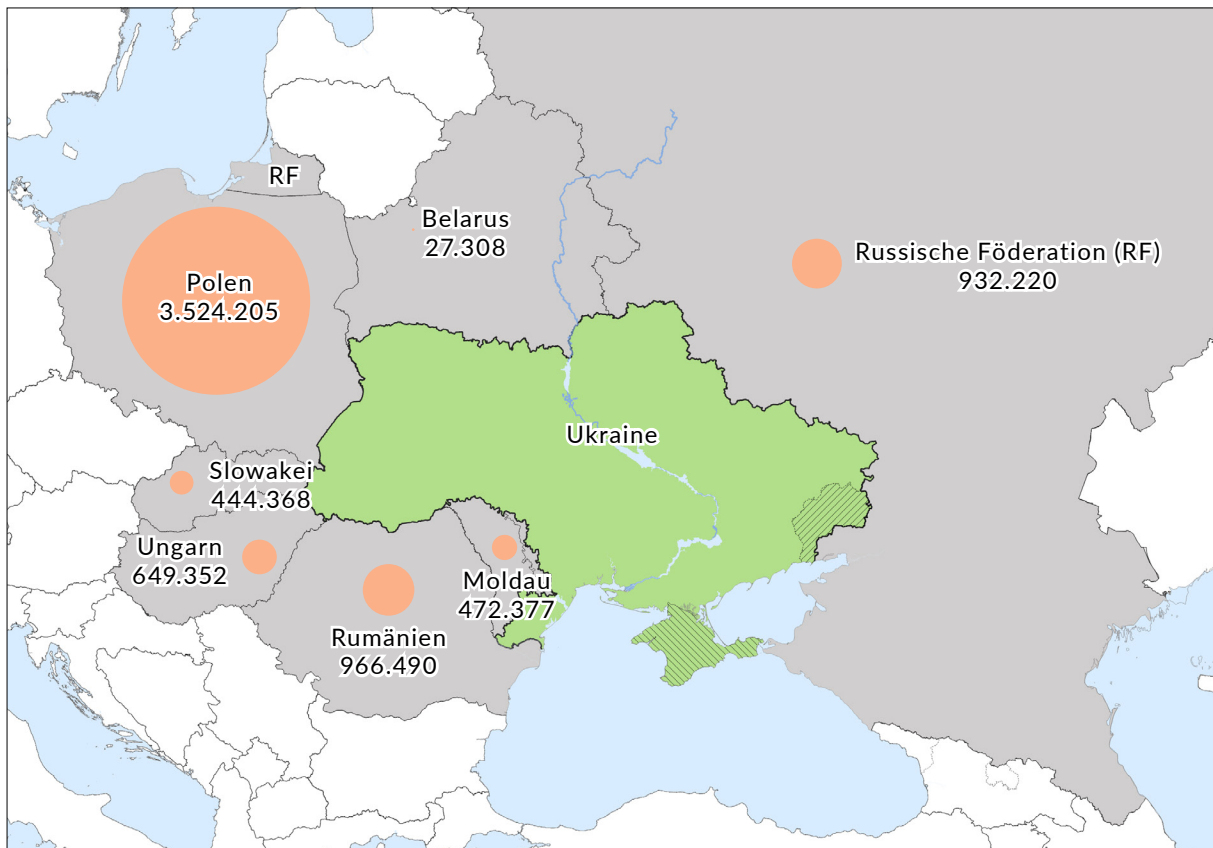 RF
Belarus
27.308
Russische Föderation (RF)
932.220
Polen
3.524.205
Ukraine
Slowakei
444.368
Ungarn
649.352
Moldau
472.377
Rumänien
966.490